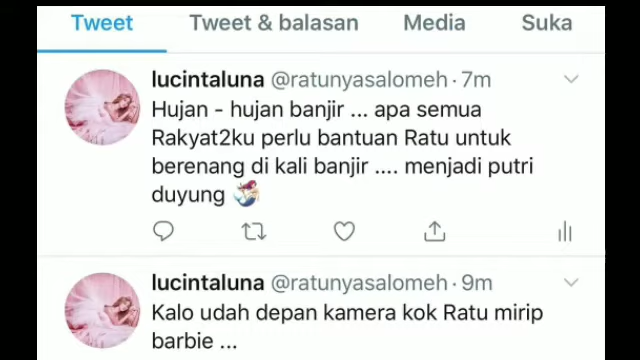 Tweet Tweet & balasan Media Suka
lucintaluna @ratunyasalomeh · 7m
Hujan - hujan banjir ... apa semua
Rakyat2ku perlu bantuan Ratu untuk
berenang di kali banjir .... menjadi putri
duyung 🧜‍♀️
lucintaluna @ratunyasalomeh · 9m
Kalo udah depan kamera kok Ratu mirip
barbie ...